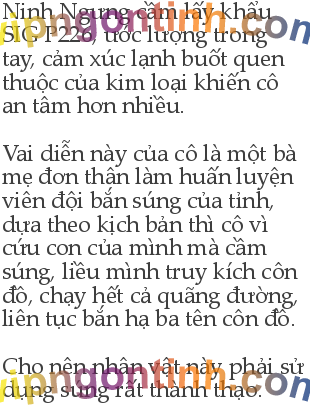 Ninh Ngưng cầm lấy khẩu
SIG P226, ước lượng trong
tay, cảm xúc lạnh buốt quen
thuộc của kim loại khiến cô
an tâm hơn nhiều.
Vai diễn này của cô là một bà
mẹ đơn thân làm huấn luyện
viên đội bắn súng của tỉnh,
dựa theo kịch bản thì cô vì
cứu con của mình mà cầm
súng, liều mình truy kích côn
đồ, chạy hết cả quãng đường,
liên tục bắn hạ ba tên côn đồ.
Cho nên nhân vật này phải sử
dụng súng rất thành thạo.
vipngontinh.com
vipngontinh.com